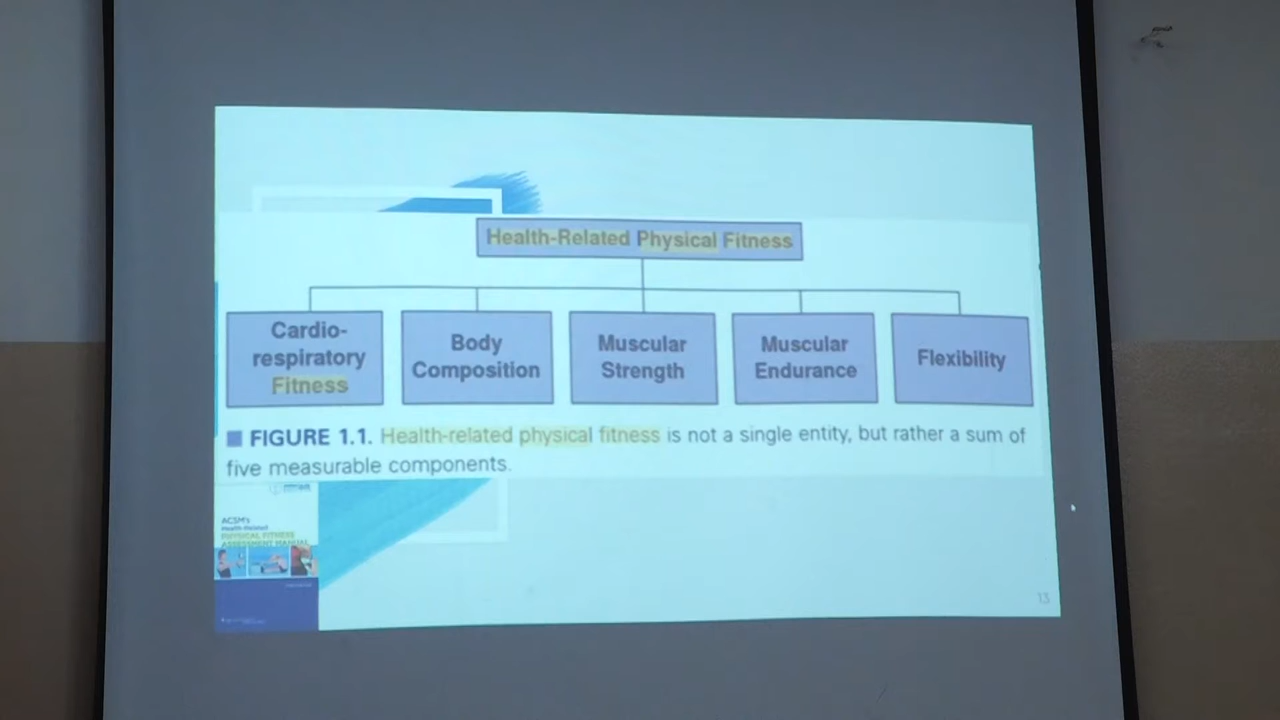 Health-Related Physical Fitness
Cardio-
respiratory
Fitness
Body
Composition
Muscular
Strength
Muscular
Endurance
Flexibility
FIGURE 1.1. Health-related physical fitness is not a single entity, but rather a sum of
five measurable components.
ACSM's
Health-Related
PHYSICAL FITNESS
ASSESSMENT MANUAL
13